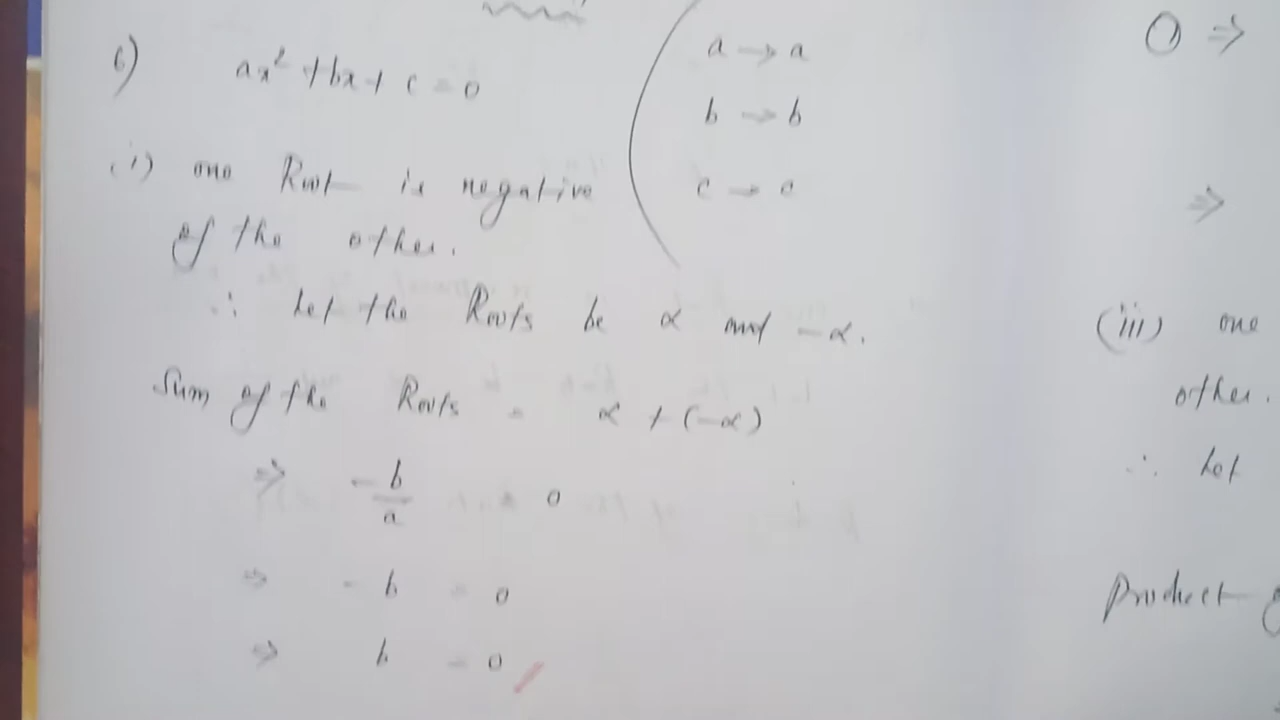 6) ax² + bx + c = 0
a → a
b → b
c → c
(i) one Root is negative
of the other.
∴ Let the Roots be α and -α.
Sum of the Roots = α + (-α)
⇒ -b/a = 0
⇒ - b = 0
⇒ b = 0
⇒
⇒
(iii) one
other.
∴ Let
Product